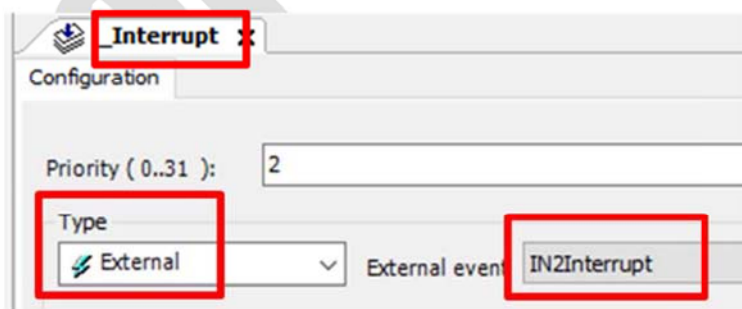 _Interrupt x
Configuration
Priority ( 0..31 ): 2
Type
External External event IN2Interrupt